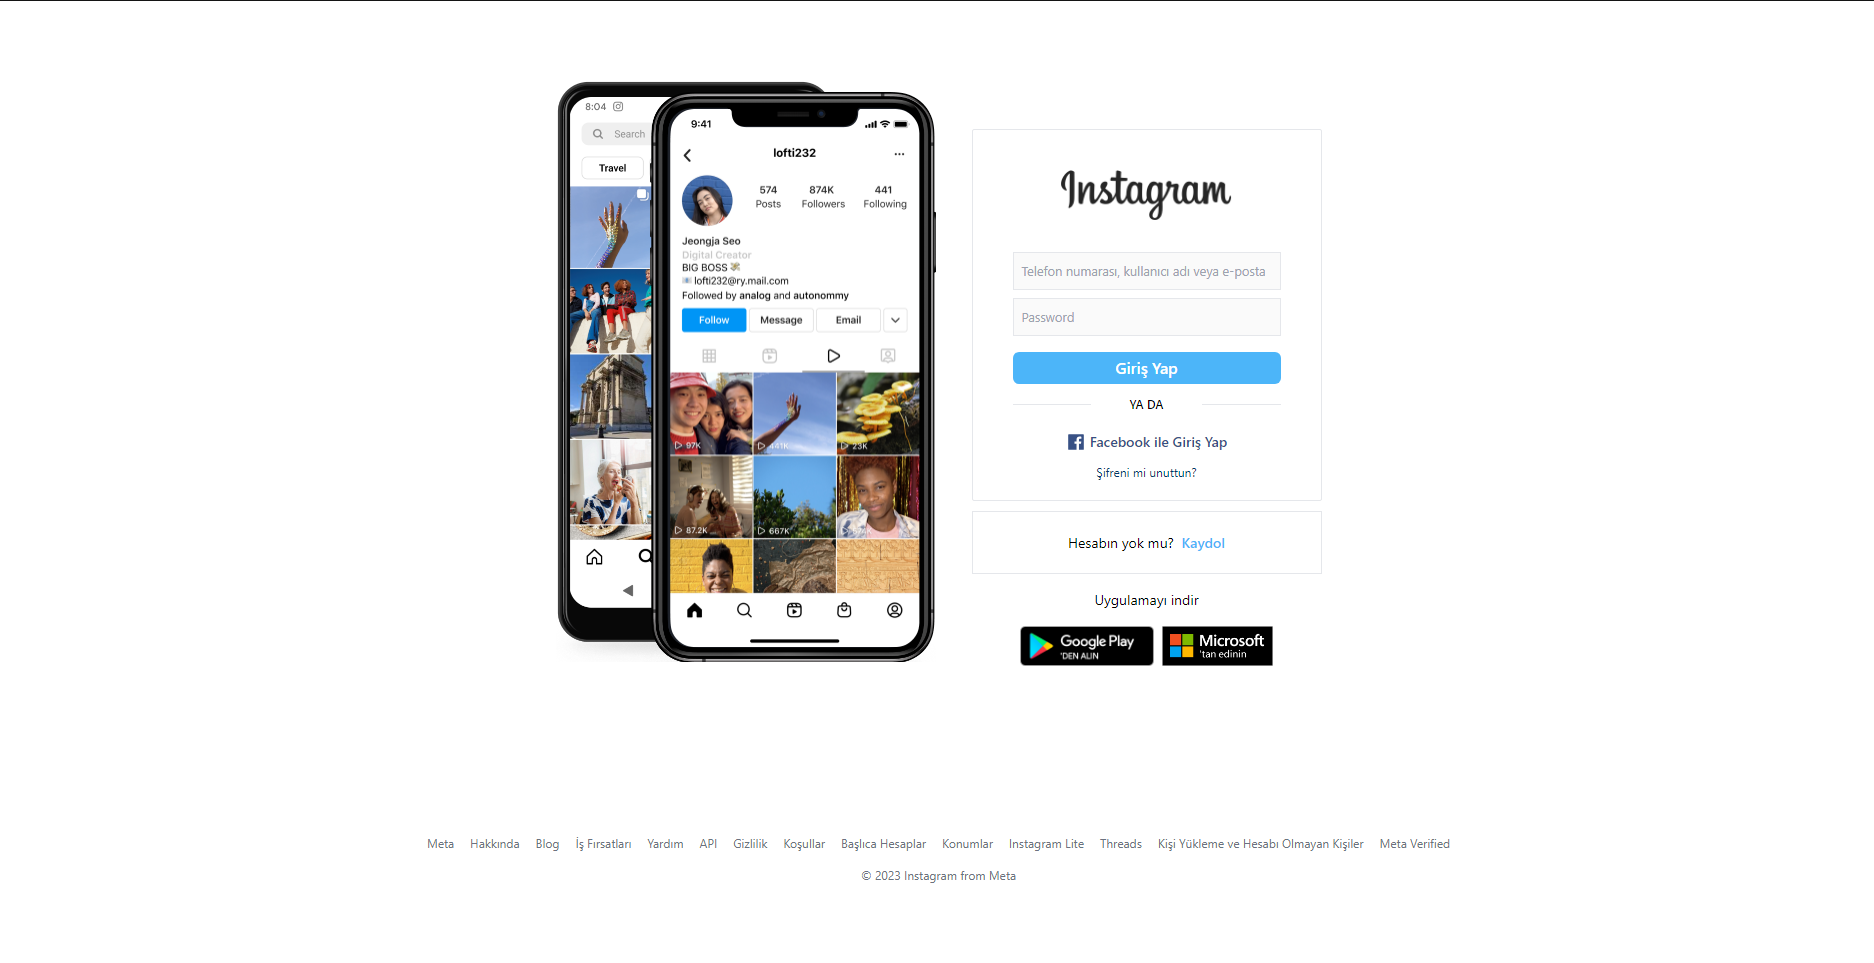 8:04
Search
Travel
9:41
lofti232
574 874K 441
Posts Followers Following
Jeongja Seo
Digital Creator
BIG BOSS
lofti232@ry.mail.com
Followed by analog and autonommy
Follow Message Email
97K 441K 23K
87.2K 667K
Instagram
Telefon numarası, kullanıcı adı veya e-posta
Password
Giriş Yap
YA DA
Facebook ile Giriş Yap
Şifreni mi unuttun?
Hesabın yok mu? Kaydol
Uygulamayı indir
Google Play
'DEN ALIN
Microsoft
'tan edinin
Meta Hakkında Blog İş Fırsatları Yardım API Gizlilik Koşullar Başlıca Hesaplar Konumlar Instagram Lite Threads Kişi Yükleme ve Hesabı Olmayan Kişiler Meta Verified
© 2023 Instagram from Meta